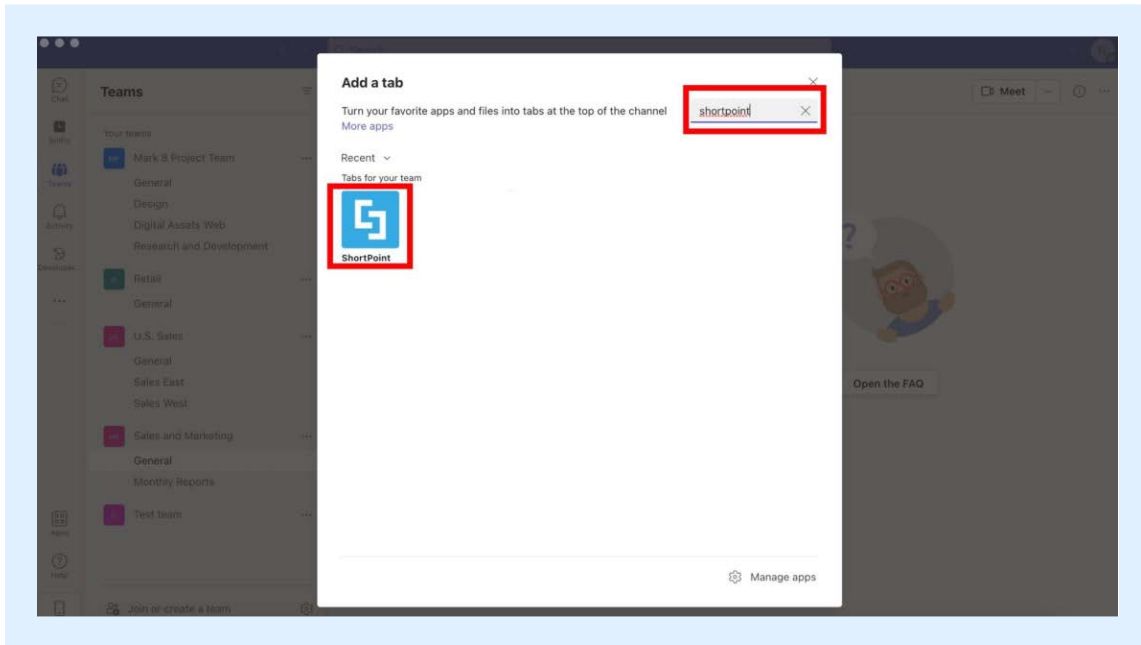 Add a tab
Turn your favorite apps and files into tabs at the top of the channel
More apps
shortpoint
Recent
Tabs for your team
ShortPoint
Manage apps
Chat
Teams
Activity
Help
Teams
Your teams
Mark 8 Project Team
General
Design
Digital Assets Web
Research and Development
Retail
General
U.S. Sales
General
Sales East
Sales West
Sales and Marketing
General
Monthly Reports
Test team
Join or create a team
Meet
?
Open the FAQ